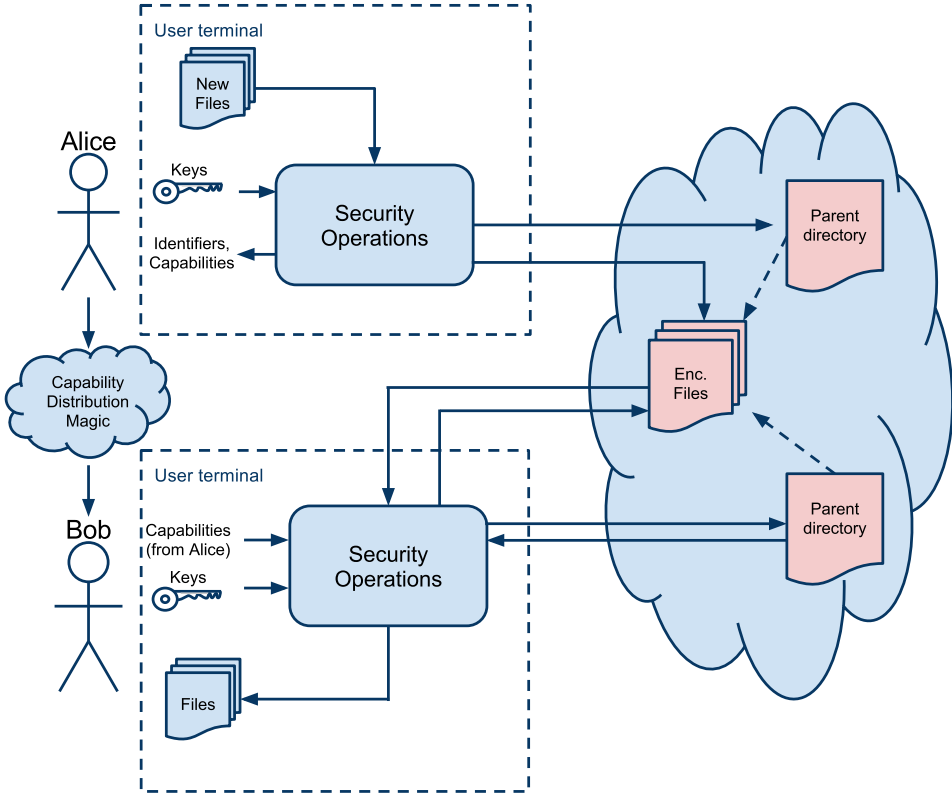 User terminal
New
Files
Alice
Keys
Security
Operations
Identifiers,
Capabilities
Parent
directory
Enc.
Files
Capability
Distribution
Magic
User terminal
Bob
Capabilities
(from Alice)
Keys
Security
Operations
Parent
directory
Files